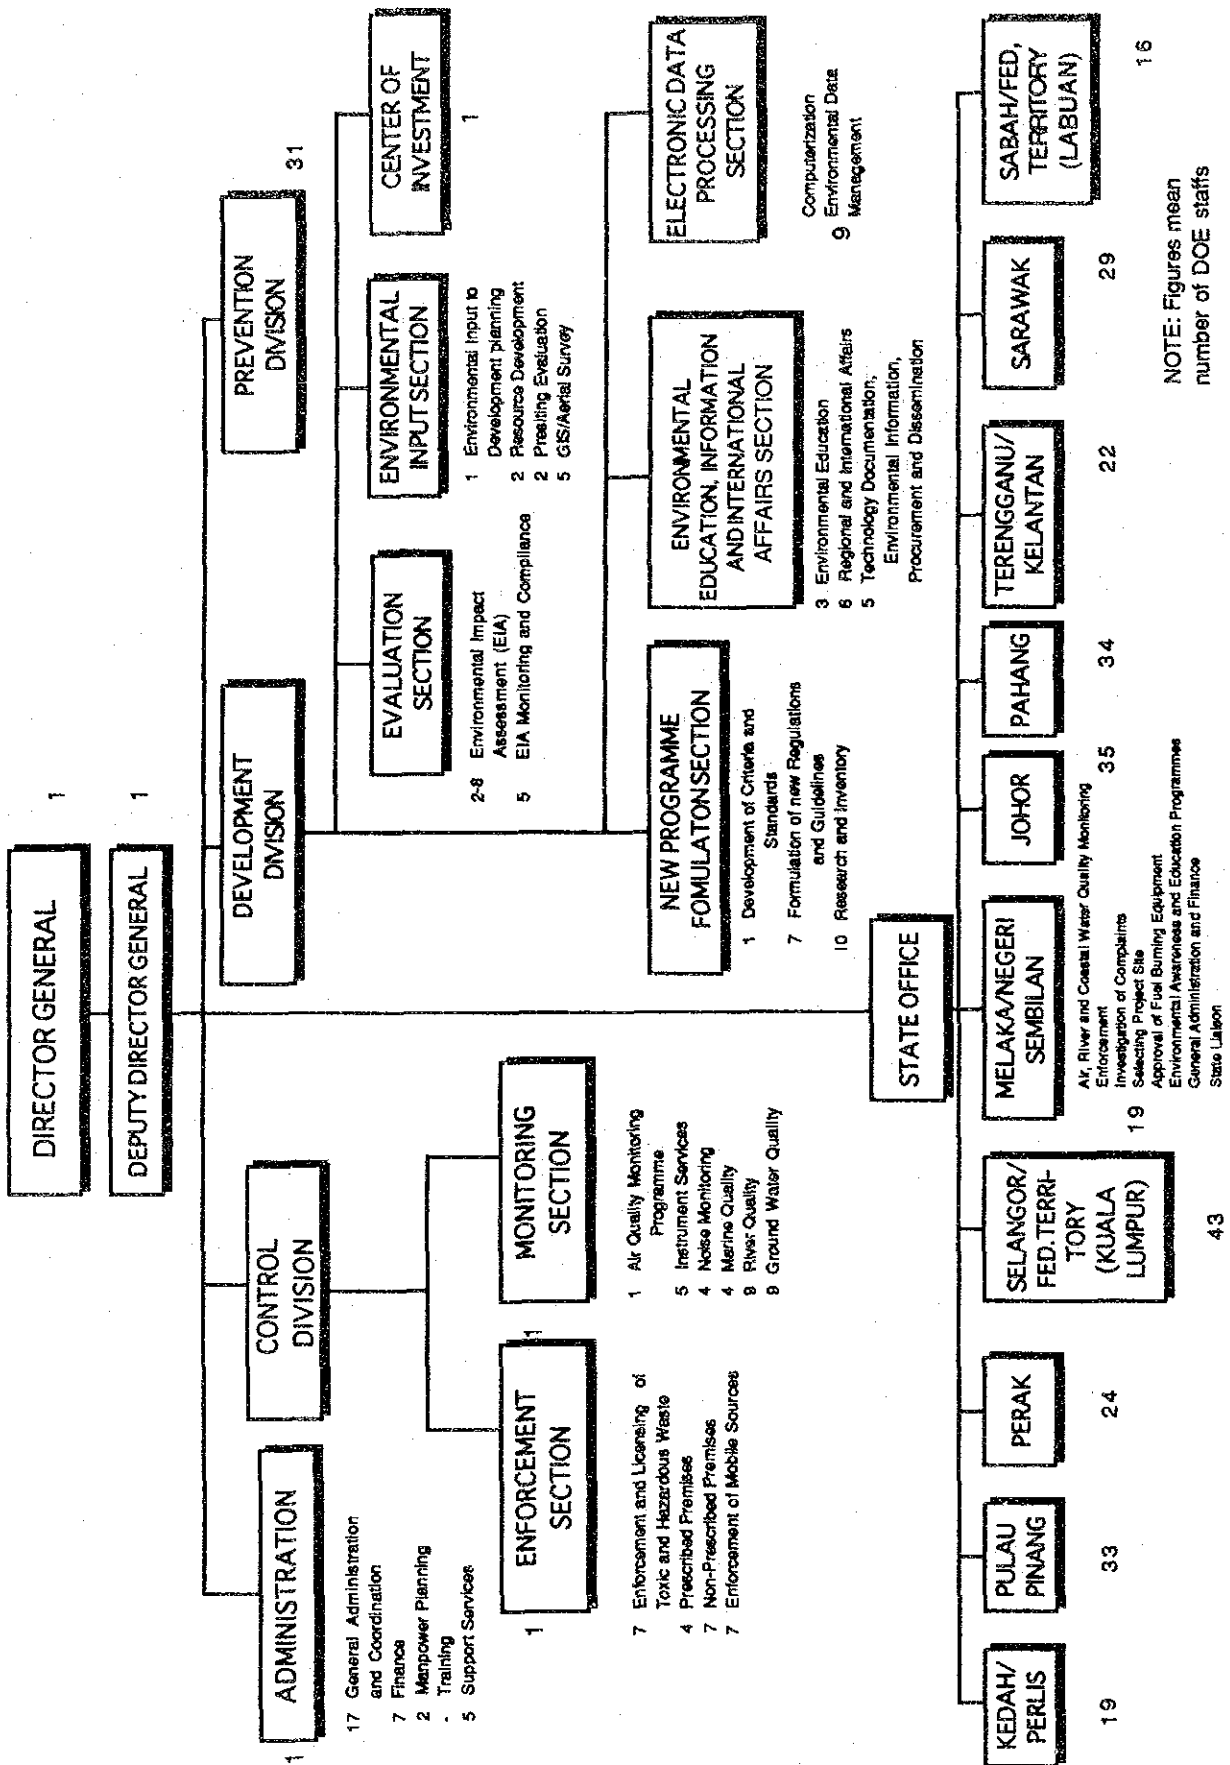 DIRECTOR GENERAL
1
DEPUTY DIRECTOR GENERAL
1
ADMINISTRATION
1
17 General Administration
and Coordination
7 Finance
2 Manpower Planning
- Training
5 Support Services
CONTROL
DIVISION
DEVELOPMENT
DIVISION
PREVENTION
DIVISION
31
ENFORCEMENT
SECTION
1
7 Enforcement and Licensing of
Toxic and Hazardous Waste
4 Prescribed Premises
7 Non-Prescribed Premises
7 Enforcement of Mobile Sources
MONITORING
SECTION
1
1 Air Quality Monitoring
Programme
5 Instrument Services
4 Noise Monitoring
4 Marine Quality
9 River Quality
9 Ground Water Quality
EVALUATION
SECTION
2-8 Environmental Impact
Assessment (EIA)
5 EIA Monitoring and Compliance
ENVIRONMENTAL
INPUT SECTION
1 Environmental Input to
Development planning
2 Resource Development
2 Presiting Evaluation
5 GIS/Aerial Survey
CENTER OF
INVESTMENT
1
NEW PROGRAMME
FOMULATON SECTION
1 Development of Criteria and
Standards
7 Formulation of new Regulations
and Guidelines
10 Research and Inventory
ENVIRONMENTAL
EDUCATION, INFORMATION
AND INTERNATIONAL
AFFAIRS SECTION
3 Environmental Education
6 Regional and International Affairs
5 Technology Documentation,
Environmental Information,
Procurement and Dissemination
ELECTRONIC DATA
PROCESSING
SECTION
Computerization
Environmental Date
9 Management
STATE OFFICE
KEDAH/
PERLIS
19
PULAU
PINANG
33
PERAK
24
SELANGOR/
FED. TERRI-
TORY
(KUALA
LUMPUR)
43
MELAKA/NEGERI
SEMBILAN
Air, River and Coastal Water Quality Monitoring
Enforcement
Investigation of Complaints
19 Selecting Project Site
Approval of Fuel Burning Equipment
Environmental Awareness and Education Programmes
General Administration and Finance
State Liaison
JOHOR
35
PAHANG
34
TERENGGANU/
KELANTAN
22
SARAWAK
29
SABAH/FED,
TERRITORY
(LABUAN)
16
NOTE: Figures mean
number of DOE staffs